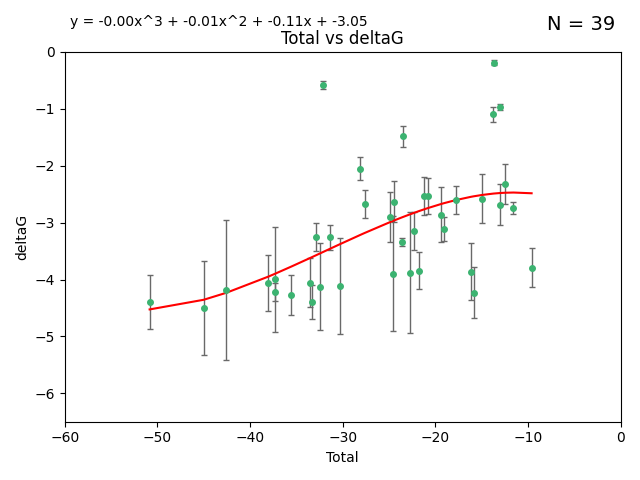 y = -0.00x^3 + -0.01x^2 + -0.11x + -3.05
N = 39
Total vs deltaG
0
−1
−2
−3
−4
−5
−6
deltaG
−60 −50 −40 −30 −20 −10 0
Total